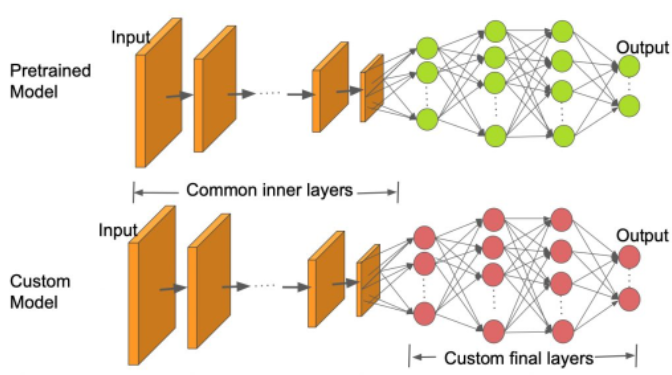 Input
Output
Pretrained
Model
Common inner layers
Input
Output
Custom
Model
Custom final layers